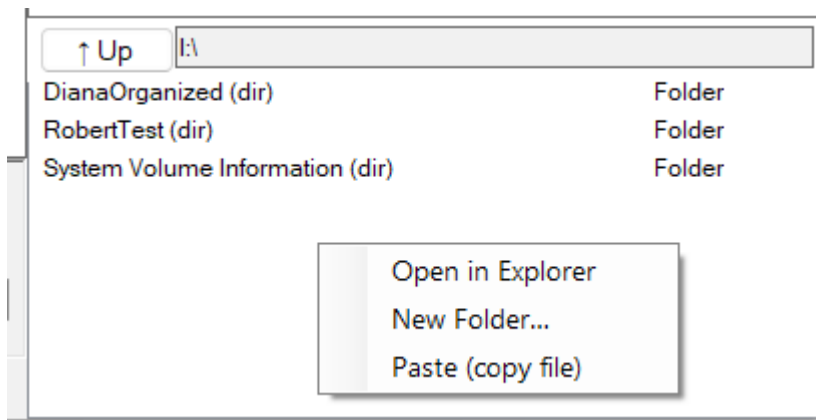 ↑ Up I:\
DianaOrganized (dir) Folder
RobertTest (dir) Folder
System Volume Information (dir) Folder
Open in Explorer
New Folder...
Paste (copy file)